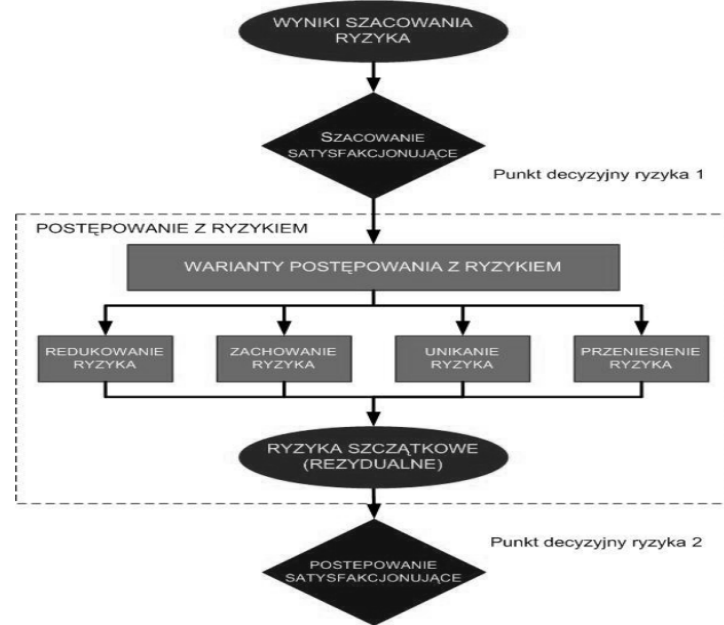 WYNIKI SZACOWANIA
RYZYKA
SZACOWANIE
SATYSFAKCJONUJĄCE
Punkt decyzyjny ryzyka 1
POSTĘPOWANIE Z RYZYKIEM
WARIANTY POSTĘPOWANIA Z RYZYKIEM
REDUKOWANIE
RYZYKA
ZACHOWANIE
RYZYKA
UNIKANIE
RYZYKA
PRZENIESIENIE
RYZYKA
RYZYKA SZCZĄTKOWE
(REZYDUALNE)
Punkt decyzyjny ryzyka 2
POSTEPOWANIE
SATYSFAKCJONUJĄCE